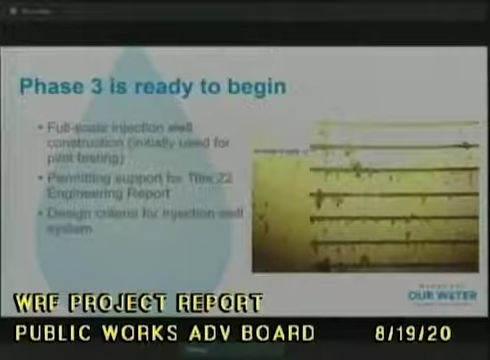 Phase 3 is ready to begin
• Full-scale injection well
construction (initially used for
pilot testing)
• Permitting support for Title 22
Engineering Report
• Design criteria for injection well
system
OUR WATER
WRF PROJECT REPORT
PUBLIC WORKS ADV BOARD 8/19/20